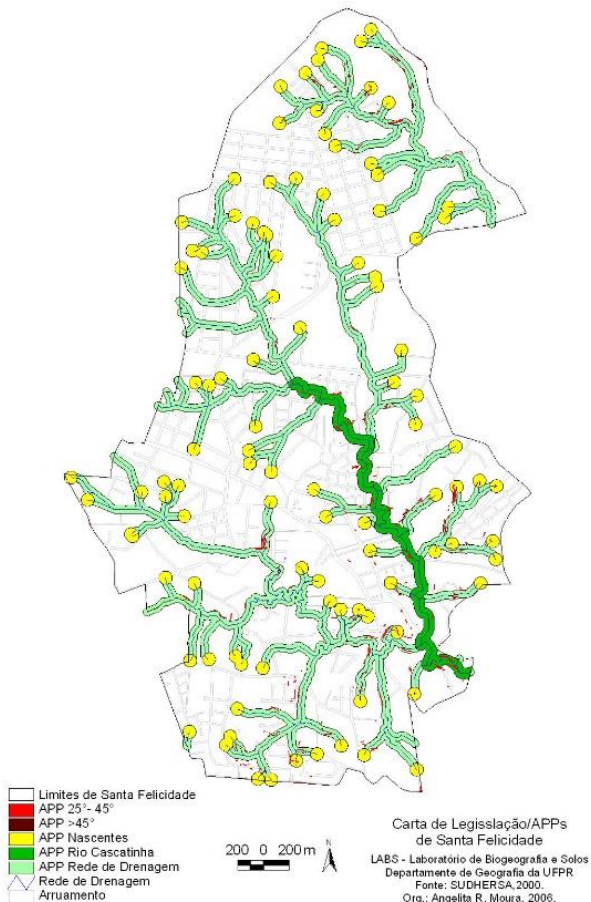 Limites de Santa Felicidade
APP 25°- 45°
APP >45°
APP Nascentes
APP Rio Cascatinha
APP Rede de Drenagem
Rede de Drenagem
Arruamento
200 0 200 m
N
Carta de Legisslação/APPs
de Santa Felicidade
LABS - Laboratório de Biogeografia e Solos
Departamento de Geografia da UFPR
Fonte: SUDHERSA,2000.
Org.: Angelita R. Moura, 2006.